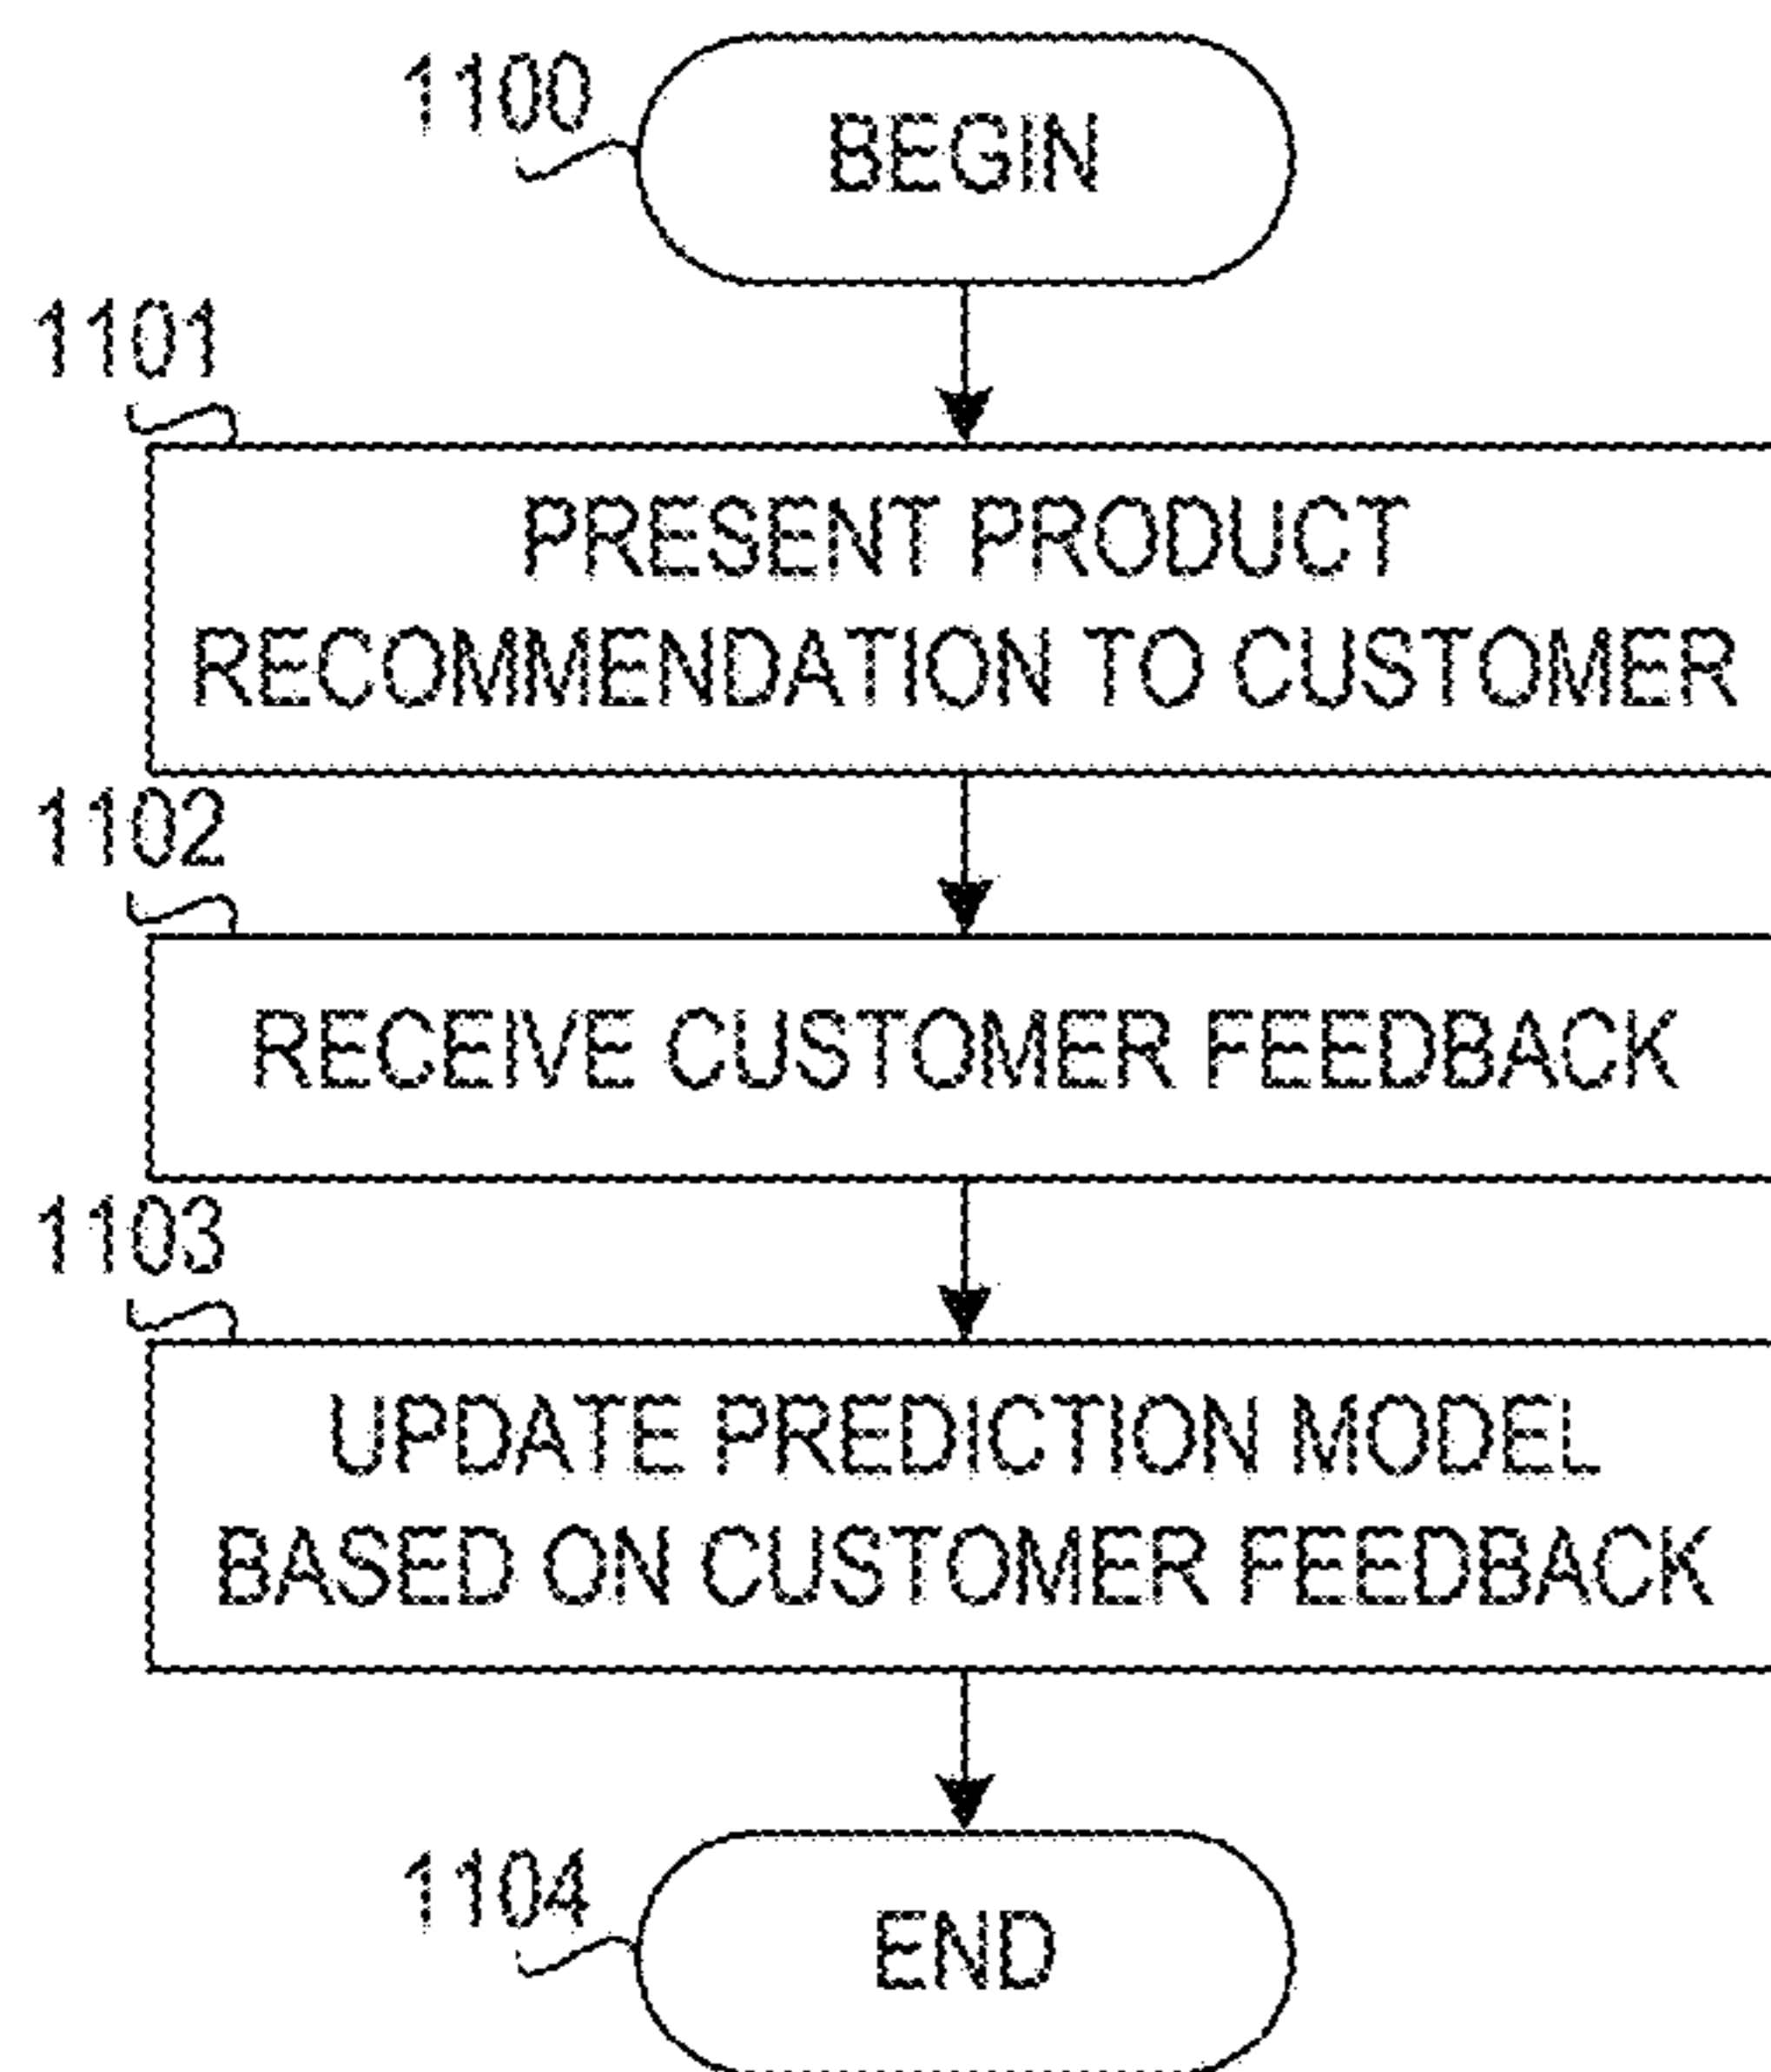 1100
BEGIN
1101
PRESENT PRODUCT
RECOMMENDATION TO CUSTOMER
1102
RECEIVE CUSTOMER FEEDBACK
1103
UPDATE PREDICTION MODEL
BASED ON CUSTOMER FEEDBACK
1104
END